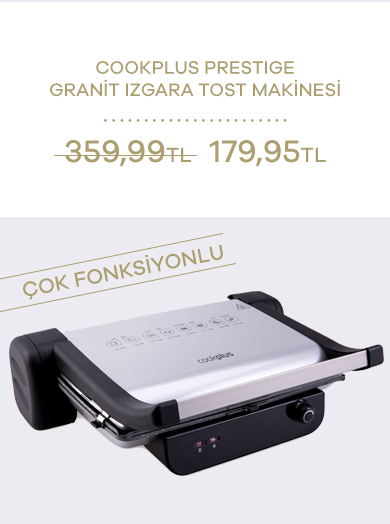 COOKPLUS PRESTIGE
GRANİT IZGARA TOST MAKİNESİ
359,99TL 179,95TL
ÇOK FONKSİYONLU
cookplus